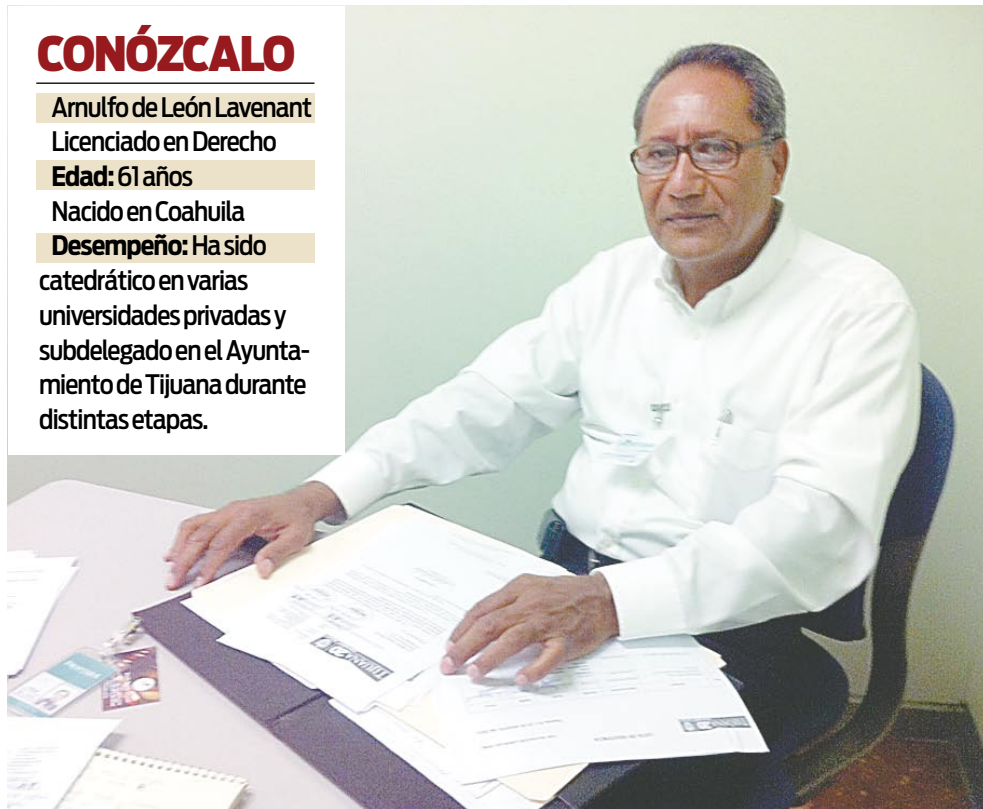 CONÓZCALO
Arnulfo de León Lavenant
Licenciado en Derecho
Edad: 61 años
Nacido en Coahuila
Desempeño: Ha sido
catedrático en varias
universidades privadas y
subdelegado en el Ayunta-
miento de Tijuana durante
distintas etapas.
TIJUANA